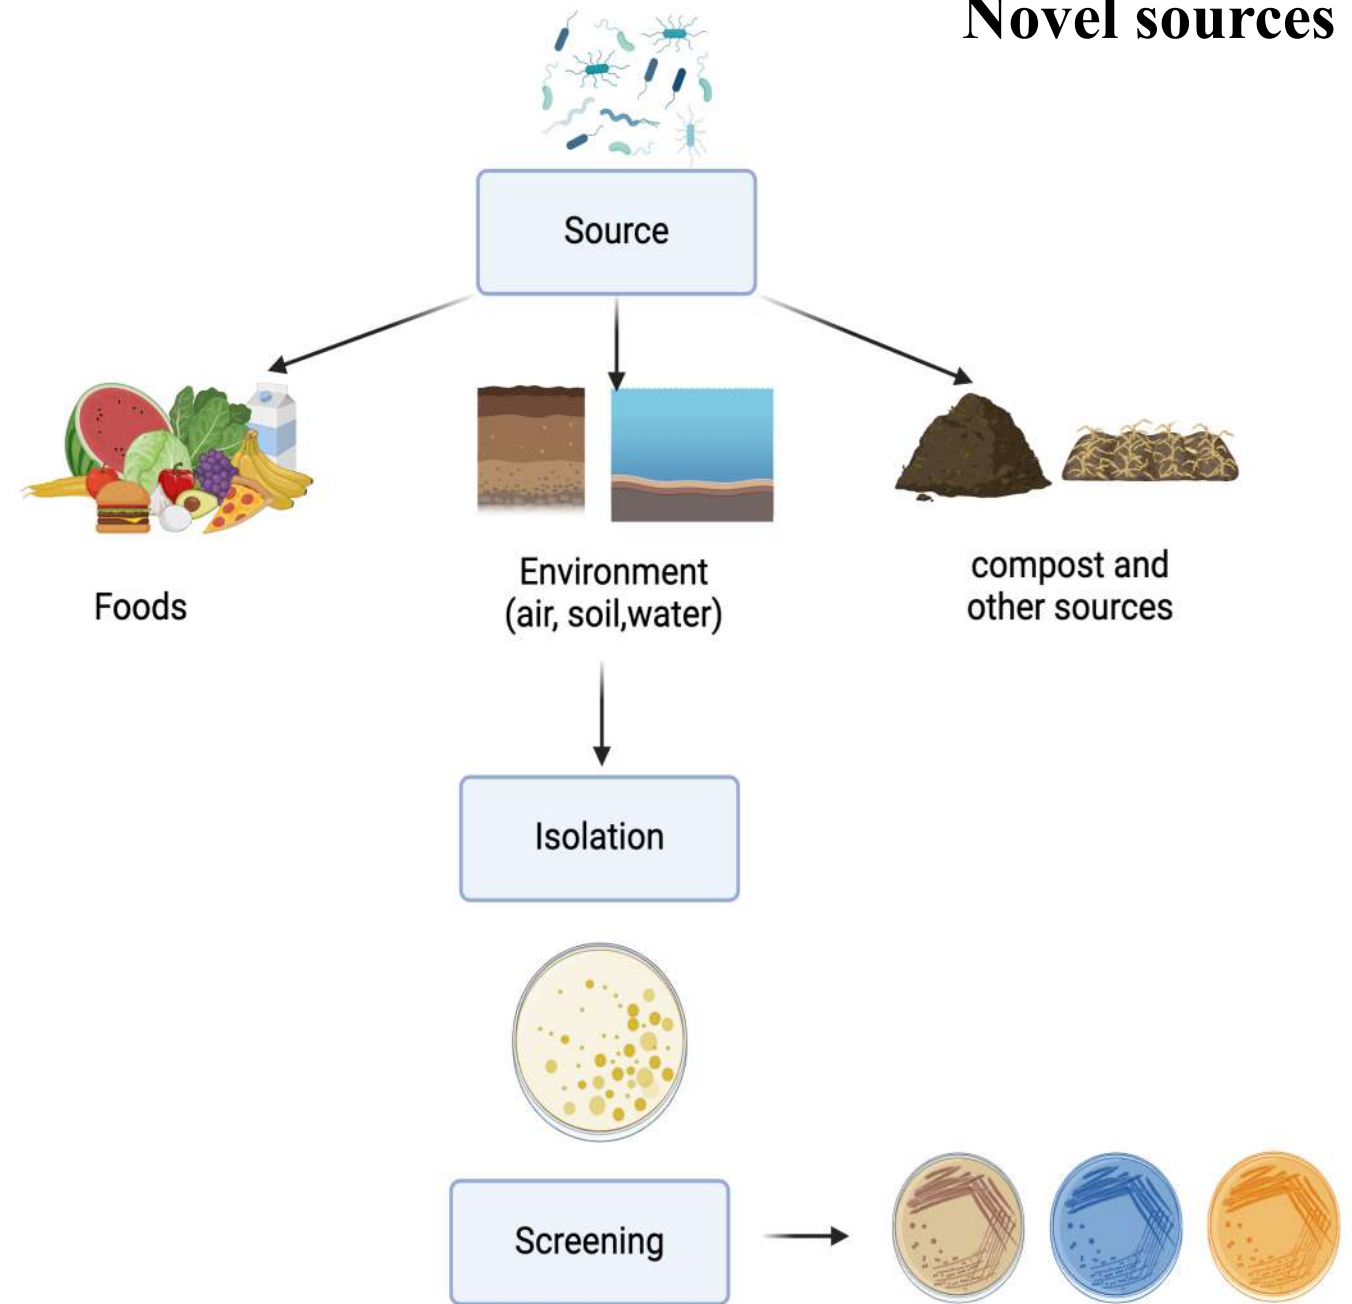 Novel sources
Source
Foods
Environment
(air, soil,water)
compost and
other sources
Isolation
Screening